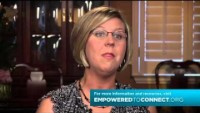 For more information and resources, visit
EMPOWEREDTOCONNECT.ORG